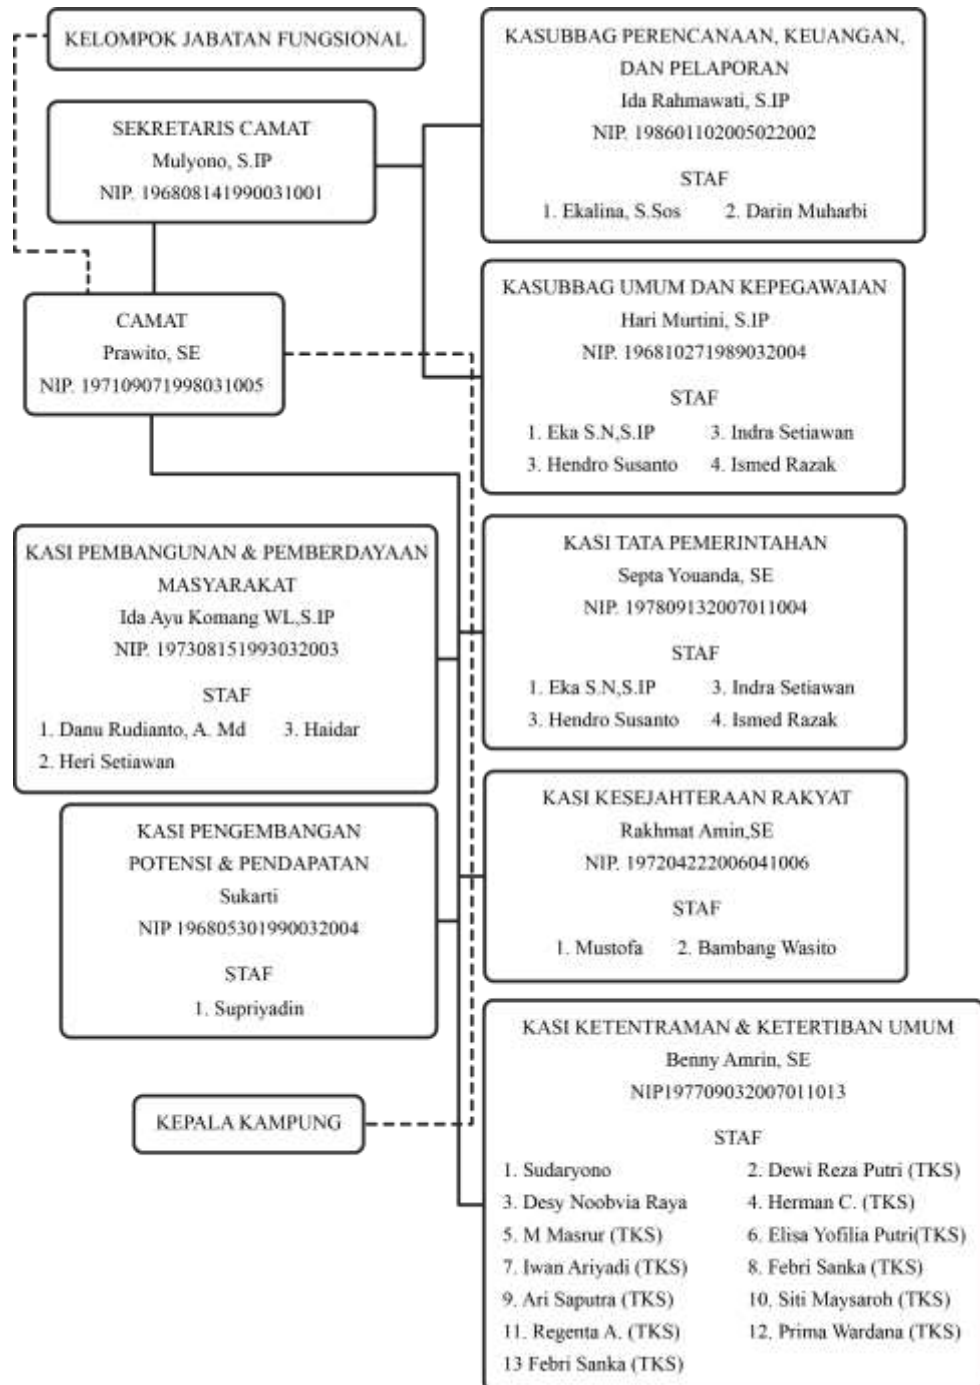 KELOMPOK JABATAN FUNGSIONAL
KASUBBAG PERENCANAAN, KEUANGAN,
DAN PELAPORAN
Ida Rahmawati, S.IP
NIP. 198601102005022002
STAF
1. Ekalina, S.Sos 2. Darin Muharbi
SEKRETARIS CAMAT
Mulyono, S.IP
NIP. 196808141990031001
CAMAT
Prawito, SE
NIP. 197109071998031005
KASUBBAG UMUM DAN KEPEGAWAIAN
Hari Murtini, S.IP
NIP. 196810271989032004
STAF
1. Eka S.N,S.IP 3. Indra Setiawan
3. Hendro Susanto 4. Ismed Razak
KASI PEMBANGUNAN & PEMBERDAYAAN
MASYARAKAT
Ida Ayu Komang WL,S.IP
NIP. 197308151993032003
STAF
1. Danu Rudianto, A. Md 3. Haidar
2. Heri Setiawan
KASI TATA PEMERINTAHAN
Septa Youanda, SE
NIP. 197809132007011004
STAF
1. Eka S.N,S.IP 3. Indra Setiawan
3. Hendro Susanto 4. Ismed Razak
KASI PENGEMBANGAN
POTENSI & PENDAPATAN
Sukarti
NIP 196805301990032004
STAF
1. Supriyadin
KASI KESEJAHTERAAN RAKYAT
Rakhmat Amin,SE
NIP. 197204222006041006
STAF
1. Mustofa 2. Bambang Wasito
KEPALA KAMPUNG
KASI KETENTRAMAN & KETERTIBAN UMUM
Benny Amrin, SE
NIP197709032007011013
STAF
1. Sudaryono 2. Dewi Reza Putri (TKS)
3. Desy Noobvia Raya 4. Herman C. (TKS)
5. M Masrur (TKS) 6. Elisa Yofilia Putri(TKS)
7. Iwan Ariyadi (TKS) 8. Febri Sanka (TKS)
9. Ari Saputra (TKS) 10. Siti Maysaroh (TKS)
11. Regenta A. (TKS) 12. Prima Wardana (TKS)
13 Febri Sanka (TKS)